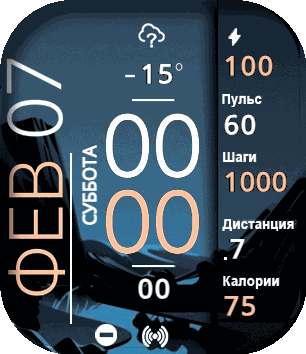 ФЕВ 07
СУББОТА
-15°
00
00
00
100
Пульс
60
Шаги
1000
Дистанция
.7
Калории
75